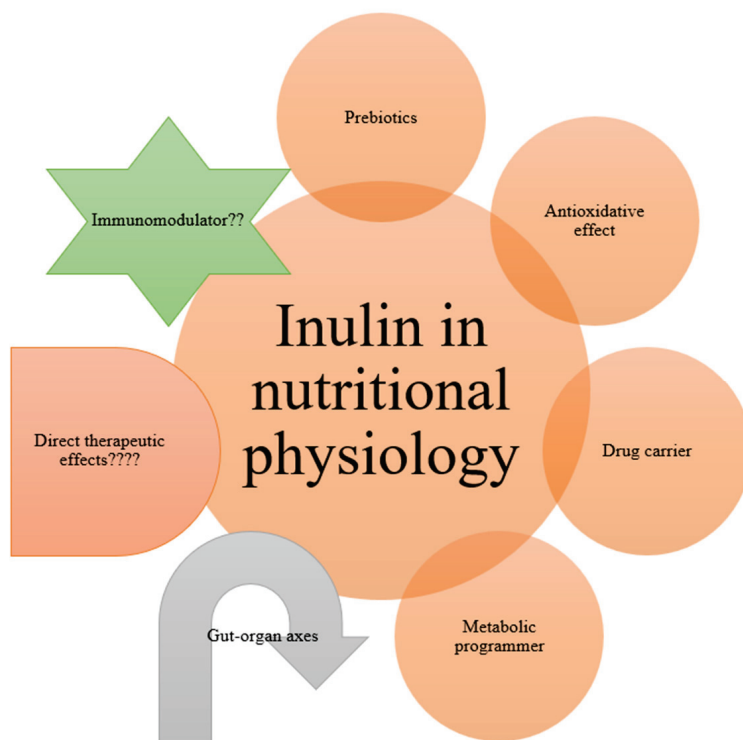 Prebiotics
Immunomodulator??
Antioxidative
effect
Inulin in
nutritional
physiology
Direct therapeutic
effects????
Drug carrier
Gut-organ axes
Metabolic
programmer